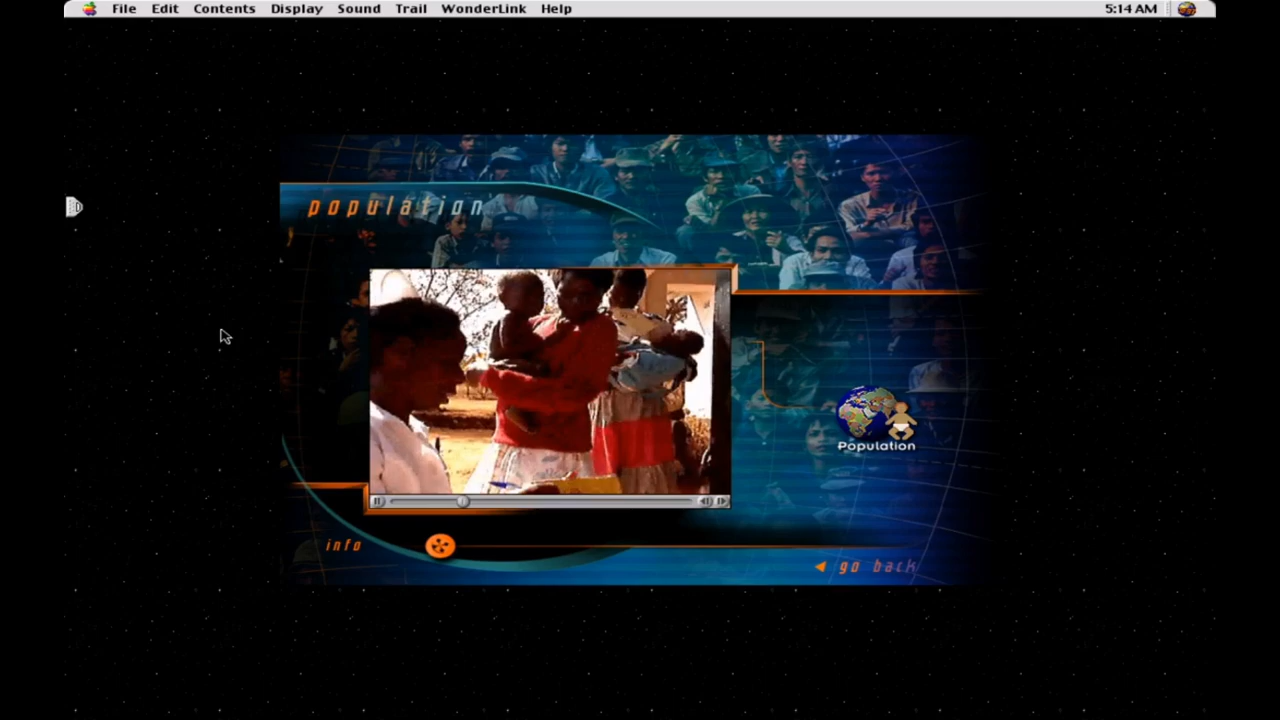 File Edit Contents Display Sound Trail WonderLink Help 5:14 AM
population
Population
info
go back